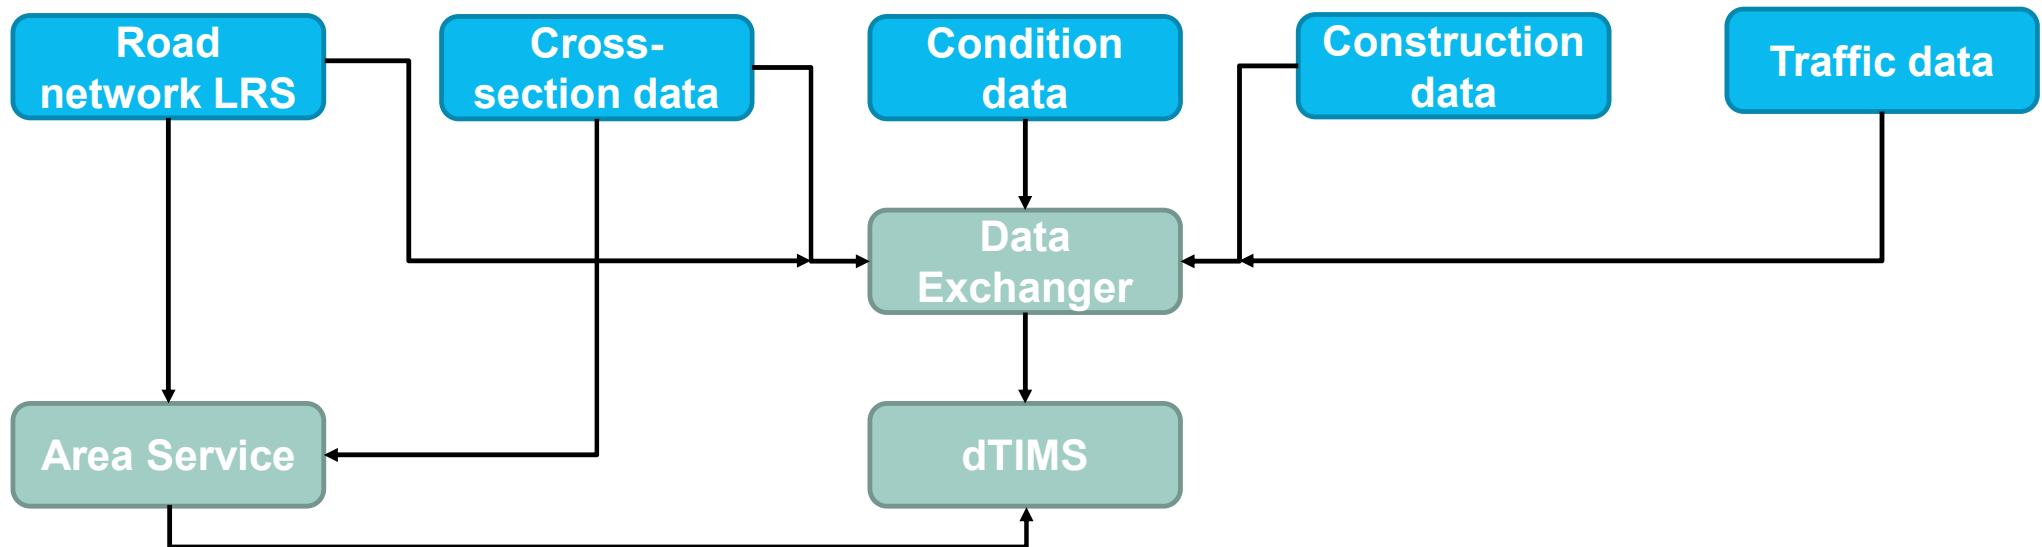 Road
network LRS
Cross-
section data
Condition
data
Construction
data
Traffic data
Data
Exchanger
Area Service
dTIMS